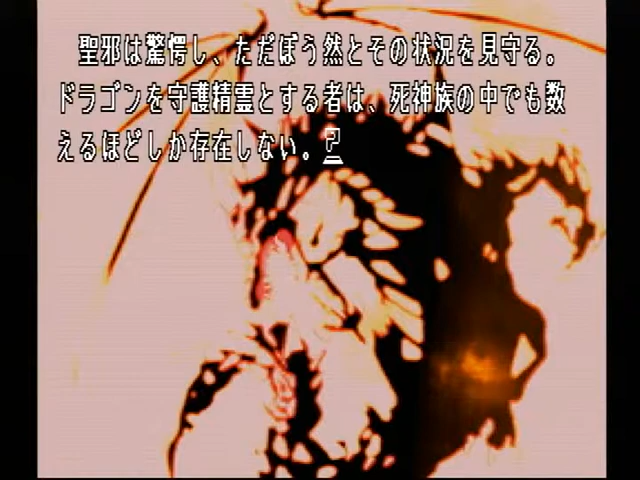 聖邪は驚愕し、ただぼう然とその状況を見守る。
ドラゴンを守護精霊とする者は、死神族の中でも数
えるほどしか存在しない。